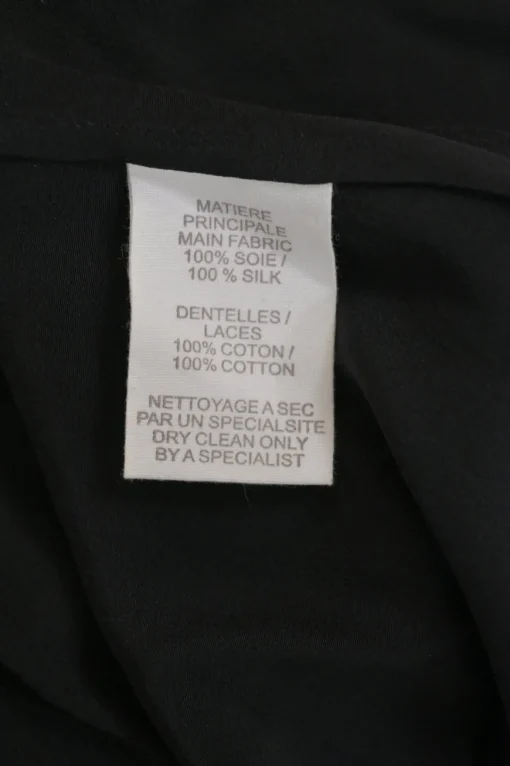 MATIERE
PRINCIPALE
MAIN FABRIC
100% SOIE /
100 % SILK
DENTELLES /
LACES
100% COTON /
100% COTTON
NETTOYAGE A SEC
PAR UN SPECIALSITE
DRY CLEAN ONLY
BY A SPECIALIST